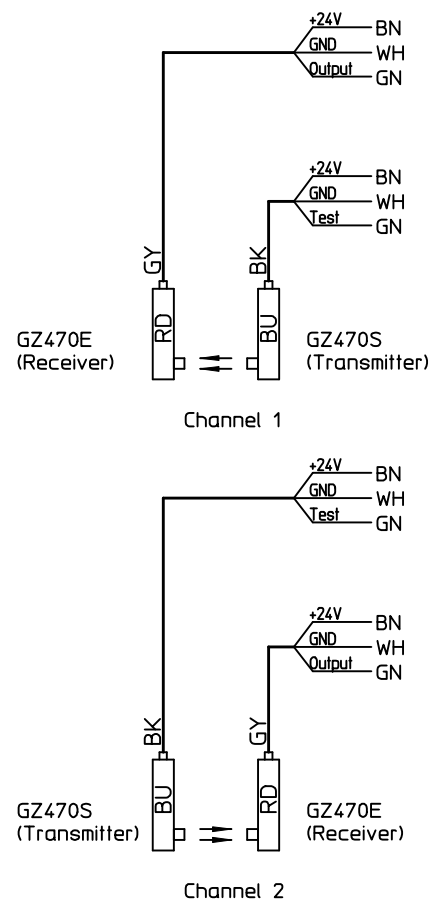 +24V BN
GND WH
Output GN
+24V BN
GND WH
Test GN
GY
BK
RD
BU
GZ470E
(Receiver)
GZ470S
(Transmitter)
Channel 1
+24V BN
GND WH
Test GN
+24V BN
GND WH
Output GN
BK
GY
BU
RD
GZ470S
(Transmitter)
GZ470E
(Receiver)
Channel 2